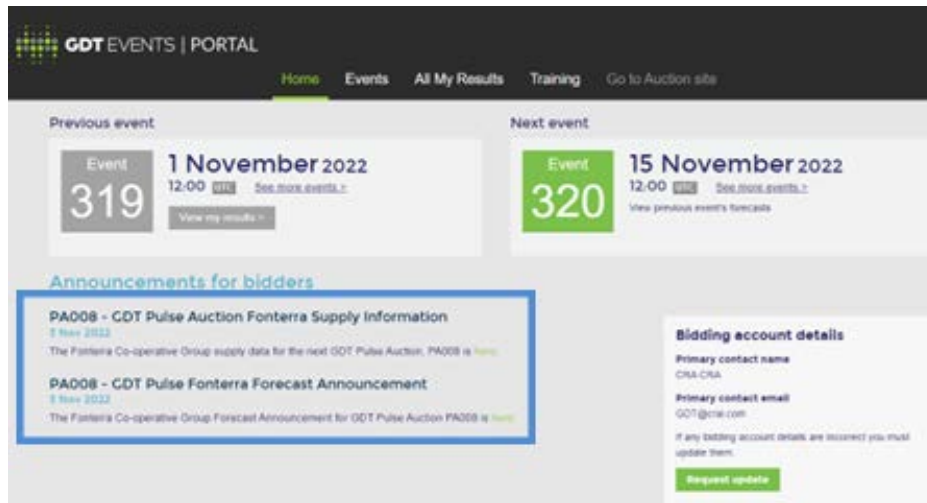 GDT EVENTS | PORTAL
Home Events All My Results Training Go to Auction site
Previous event
Event
319
1 November 2022
12:00 UTC See more events >
View my results >
Next event
Event
320
15 November 2022
12:00 UTC See more events >
View previous event's forecasts
Announcements for bidders
PA008 - GDT Pulse Auction Fonterra Supply Information
Nov 2022
The Fonterra Co-operative Group supply data for the next GDT Pulse Auction, PA008 is here
PA008 - GDT Pulse Fonterra Forecast Announcement
Nov 2022
The Fonterra Co-operative Group Forecast Announcement for GDT Pulse Auction PA008 is here
Bidding account details
Primary contact name
CRA CRA
Primary contact email
GDT@crai.com
If any bidding account details are incorrect you must
update them.
Request update